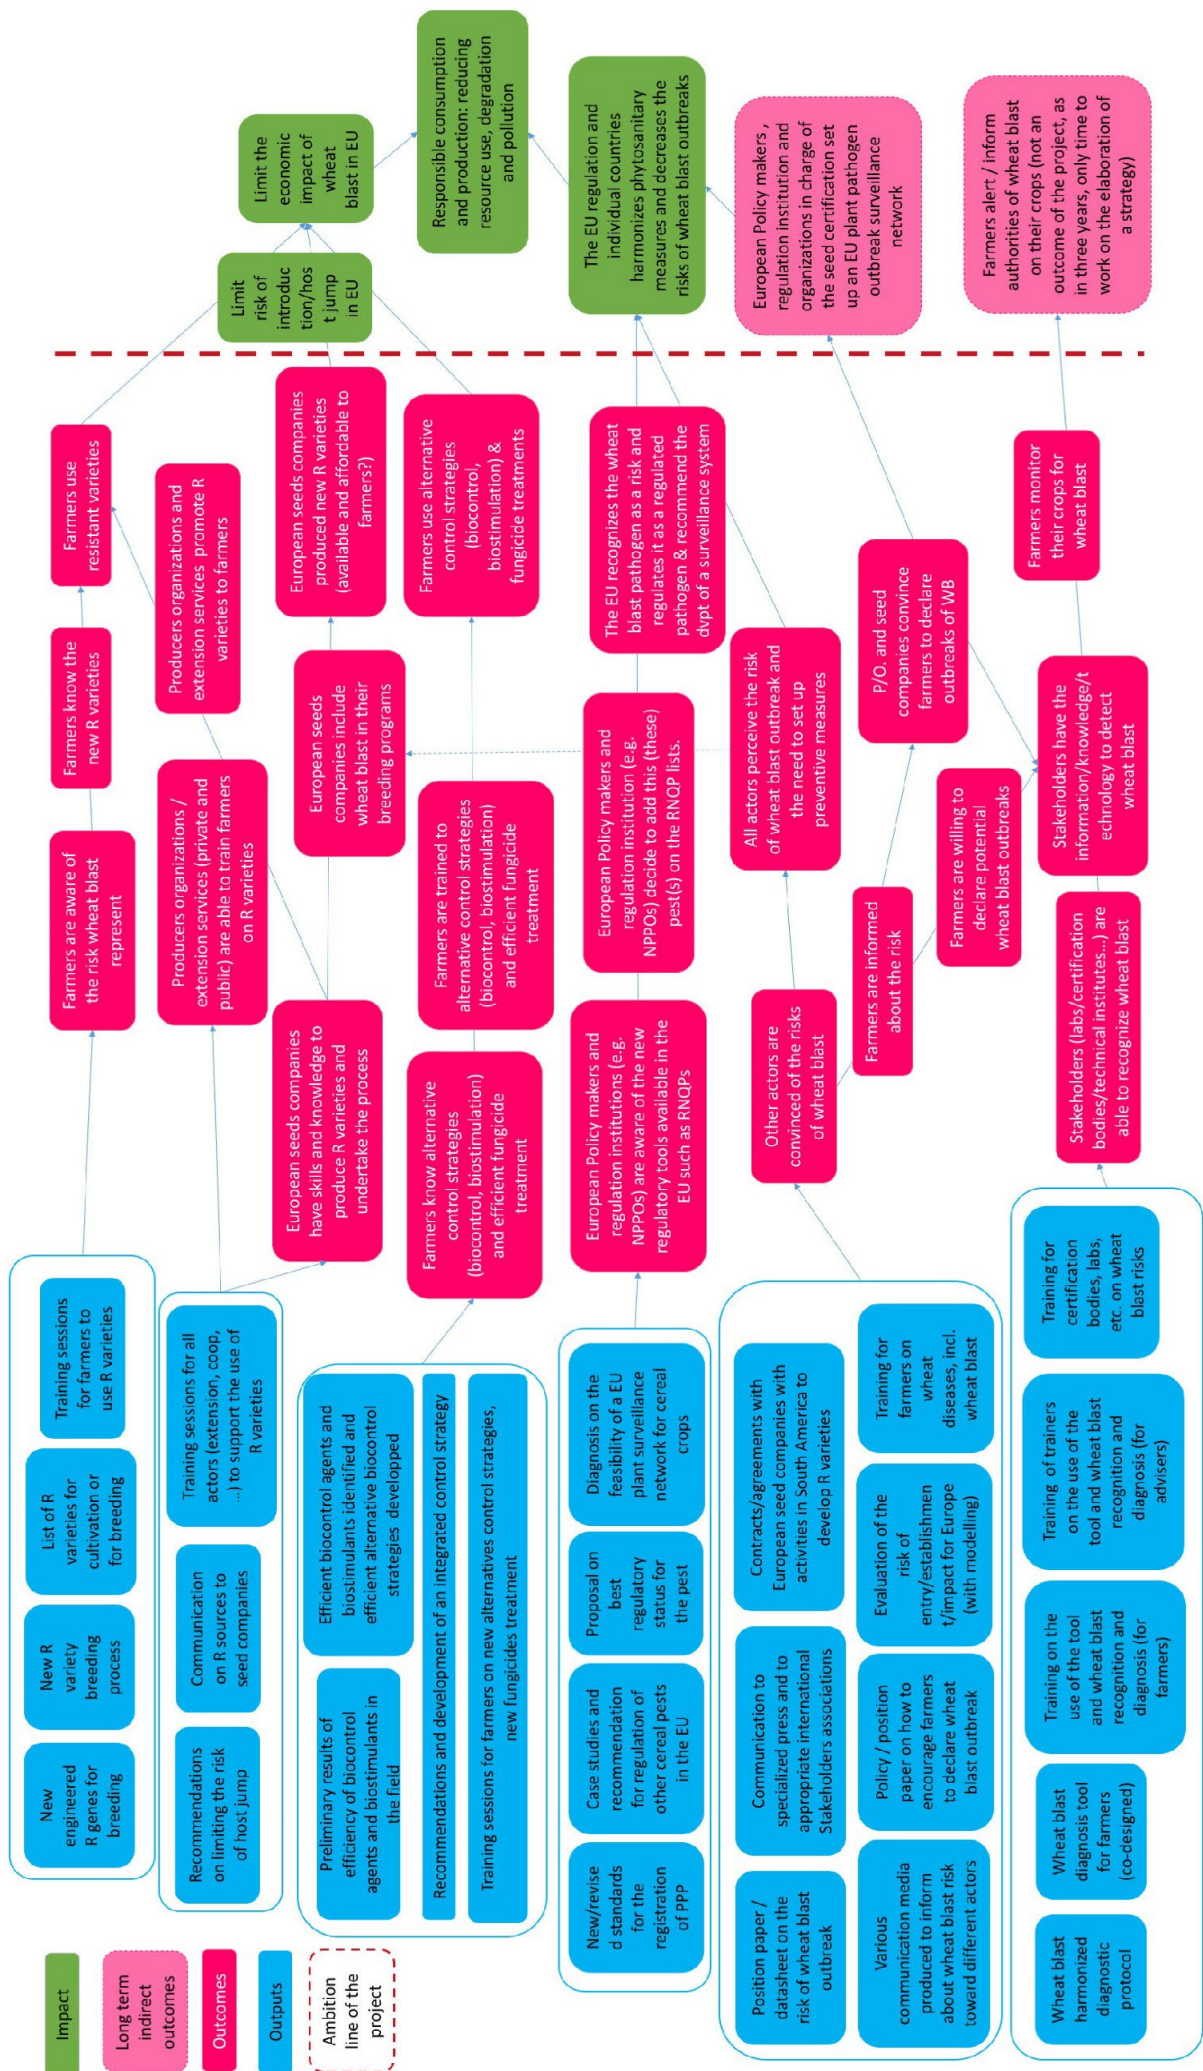 Impact
Long term
indirect
outcomes
Outcomes
Outputs
Ambition
line of the
project
New
engineered
R genes for
breeding
New R
variety
breeding
process
List of R
varieties for
cultivation or
for breeding
Training sessions
for farmers to
use R varieties
Farmers are aware of
the risk wheat blast
represent
Farmers know the
new R varieties
Farmers use
resistant varieties
Recommendations
on limiting the risk
of host jump
Communication
on R sources to
seed companies
Training sessions for all
actors (extension, coop,
...) to support the use of
R varieties
Producers organizations /
extension services (private and
public) are able to train farmers
on R varieties
Producers organizations and
extension services promote R
varieties to farmers
European seeds companies
have skills and knowledge to
produce R varieties and
undertake the process
European seeds
companies include
wheat blast in their
breeding programs
European seeds companies
produced new R varieties
(available and affordable to
farmers?)
Limit
risk of
introduc
tion/hos
t jump
in EU
Limit the
economic
impact of
wheat
blast in EU
Preliminary results of
efficiency of biocontrol
agents and biostimulants in
the field
Efficient biocontrol agents and
biostimulants identified and
efficient alternative biocontrol
strategies developped
Recommendations and development of an integrated control strategy
Training sessions for farmers on new alternatives control strategies,
new fungicides treatment
Farmers know alternative
control strategies
(biocontrol, biostimulation)
and efficient fungicide
treatment
Farmers are trained to
alternative control strategies
(biocontrol, biostimulation)
and efficient fungicide
treatment
Farmers use alternative
control strategies
(biocontrol,
biostimulation) &
fungicide treatments
Responsible consumption
and production: reducing
resource use, degradation
and pollution
New/revise
d standards
for the
registration
of PPP
Case studies and
recommendation
for regulation of
other cereal pests
in the EU
Proposal on
best
regulatory
status for
the pest
Diagnosis on the
feasibility of a EU
plant surveillance
network for cereal
crops
European Policy makers and
regulation institutions (e.g.
NPPOs) are aware of the new
regulatory tools available in the
EU such as RNQPs
European Policy makers and
regulation institution (e.g.
NPPOs) decide to add this (these)
pest(s) on the RNQP lists.
The EU recognizes the wheat
blast pathogen as a risk and
regulates it as a regulated
pathogen & recommend the
dvpt of a surveillance system
The EU regulation and
individual countries
harmonizes phytosanitary
measures and decreases the
risks of wheat blast outbreaks
Position paper /
datasheet on the
risk of wheat blast
outbreak
Communication to
specialized press and to
appropriate international
Stakeholders associations
Contracts/agreements with
European seed companies with
activities in South America to
develop R varieties
Various
communication media
produced to inform
about wheat blast risk
toward different actors
Policy / position
paper on how to
encourage farmers
to declare wheat
blast outbreak
Evaluation of the
risk of
entry/establishmen
t/impact for Europe
(with modelling)
Training for
farmers on
wheat
diseases, incl.
wheat blast
Other actors are
convinced of the risks
of wheat blast
All actors perceive the risk
of wheat blast outbreak and
the need to set up
preventive measures
European Policy makers ,
regulation institution and
organizations in charge of
the seed certification set
up an EU plant pathogen
outbreak surveillance
network
Farmers are informed
about the risk
P/O. and seed
companies convince
farmers to declare
outbreaks of WB
Farmers are willing to
declare potential
wheat blast outbreaks
Wheat blast
harmonized
diagnostic
protocol
Wheat blast
diagnosis tool
for farmers
(co-designed)
Training on the
use of the tool
and wheat blast
recognition and
diagnosis (for
farmers)
Training of trainers
on the use of the
tool and wheat blast
recognition and
diagnosis (for
advisers)
Training for
certification
bodies, labs,
etc. on wheat
blast risks
Stakeholders (labs/certification
bodies/technical institutes...) are
able to recognize wheat blast
Stakeholders have the
information/knowledge/t
echnology to detect
wheat blast
Farmers monitor
their crops for
wheat blast
Farmers alert / inform
authorities of wheat blast
on their crops (not an
outcome of the project, as
in three years, only time to
work on the elaboration of
a strategy)